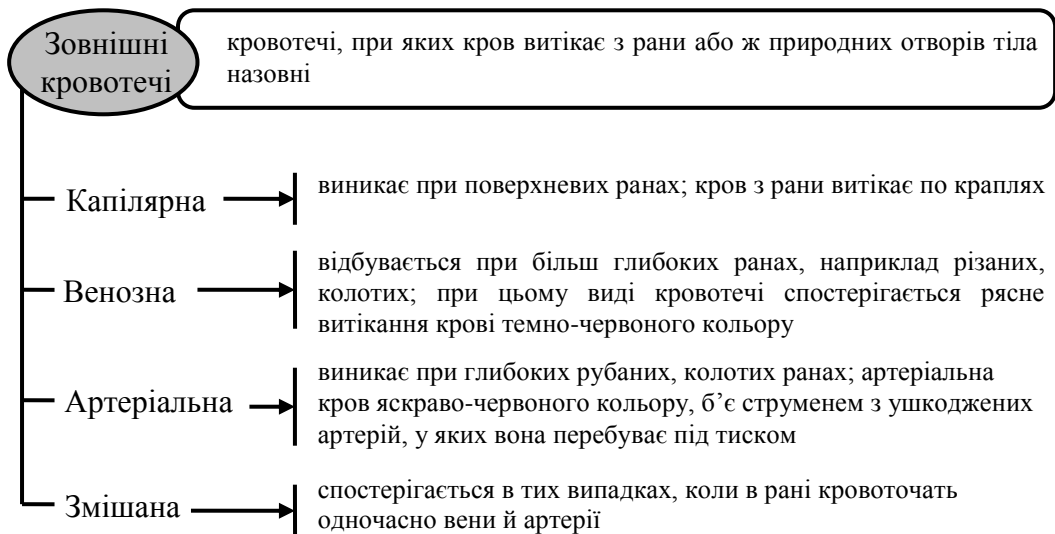 Зовнішні
кровотечі
кровотечі, при яких кров витікає з рани або ж природних отворів тіла
назовні
Капілярна
виникає при поверхневих ранах; кров з рани витікає по краплях
Венозна
відбувається при більш глибоких ранах, наприклад різаних,
колотих; при цьому виді кровотечі спостерігається рясне
витікання крові темно-червоного кольору
Артеріальна
виникає при глибоких рубаних, колотих ранах; артеріальна
кров яскраво-червоного кольору, б’є струменем з ушкоджених
артерій, у яких вона перебуває під тиском
Змішана
спостерігається в тих випадках, коли в рані кровоточать
одночасно вени й артерії